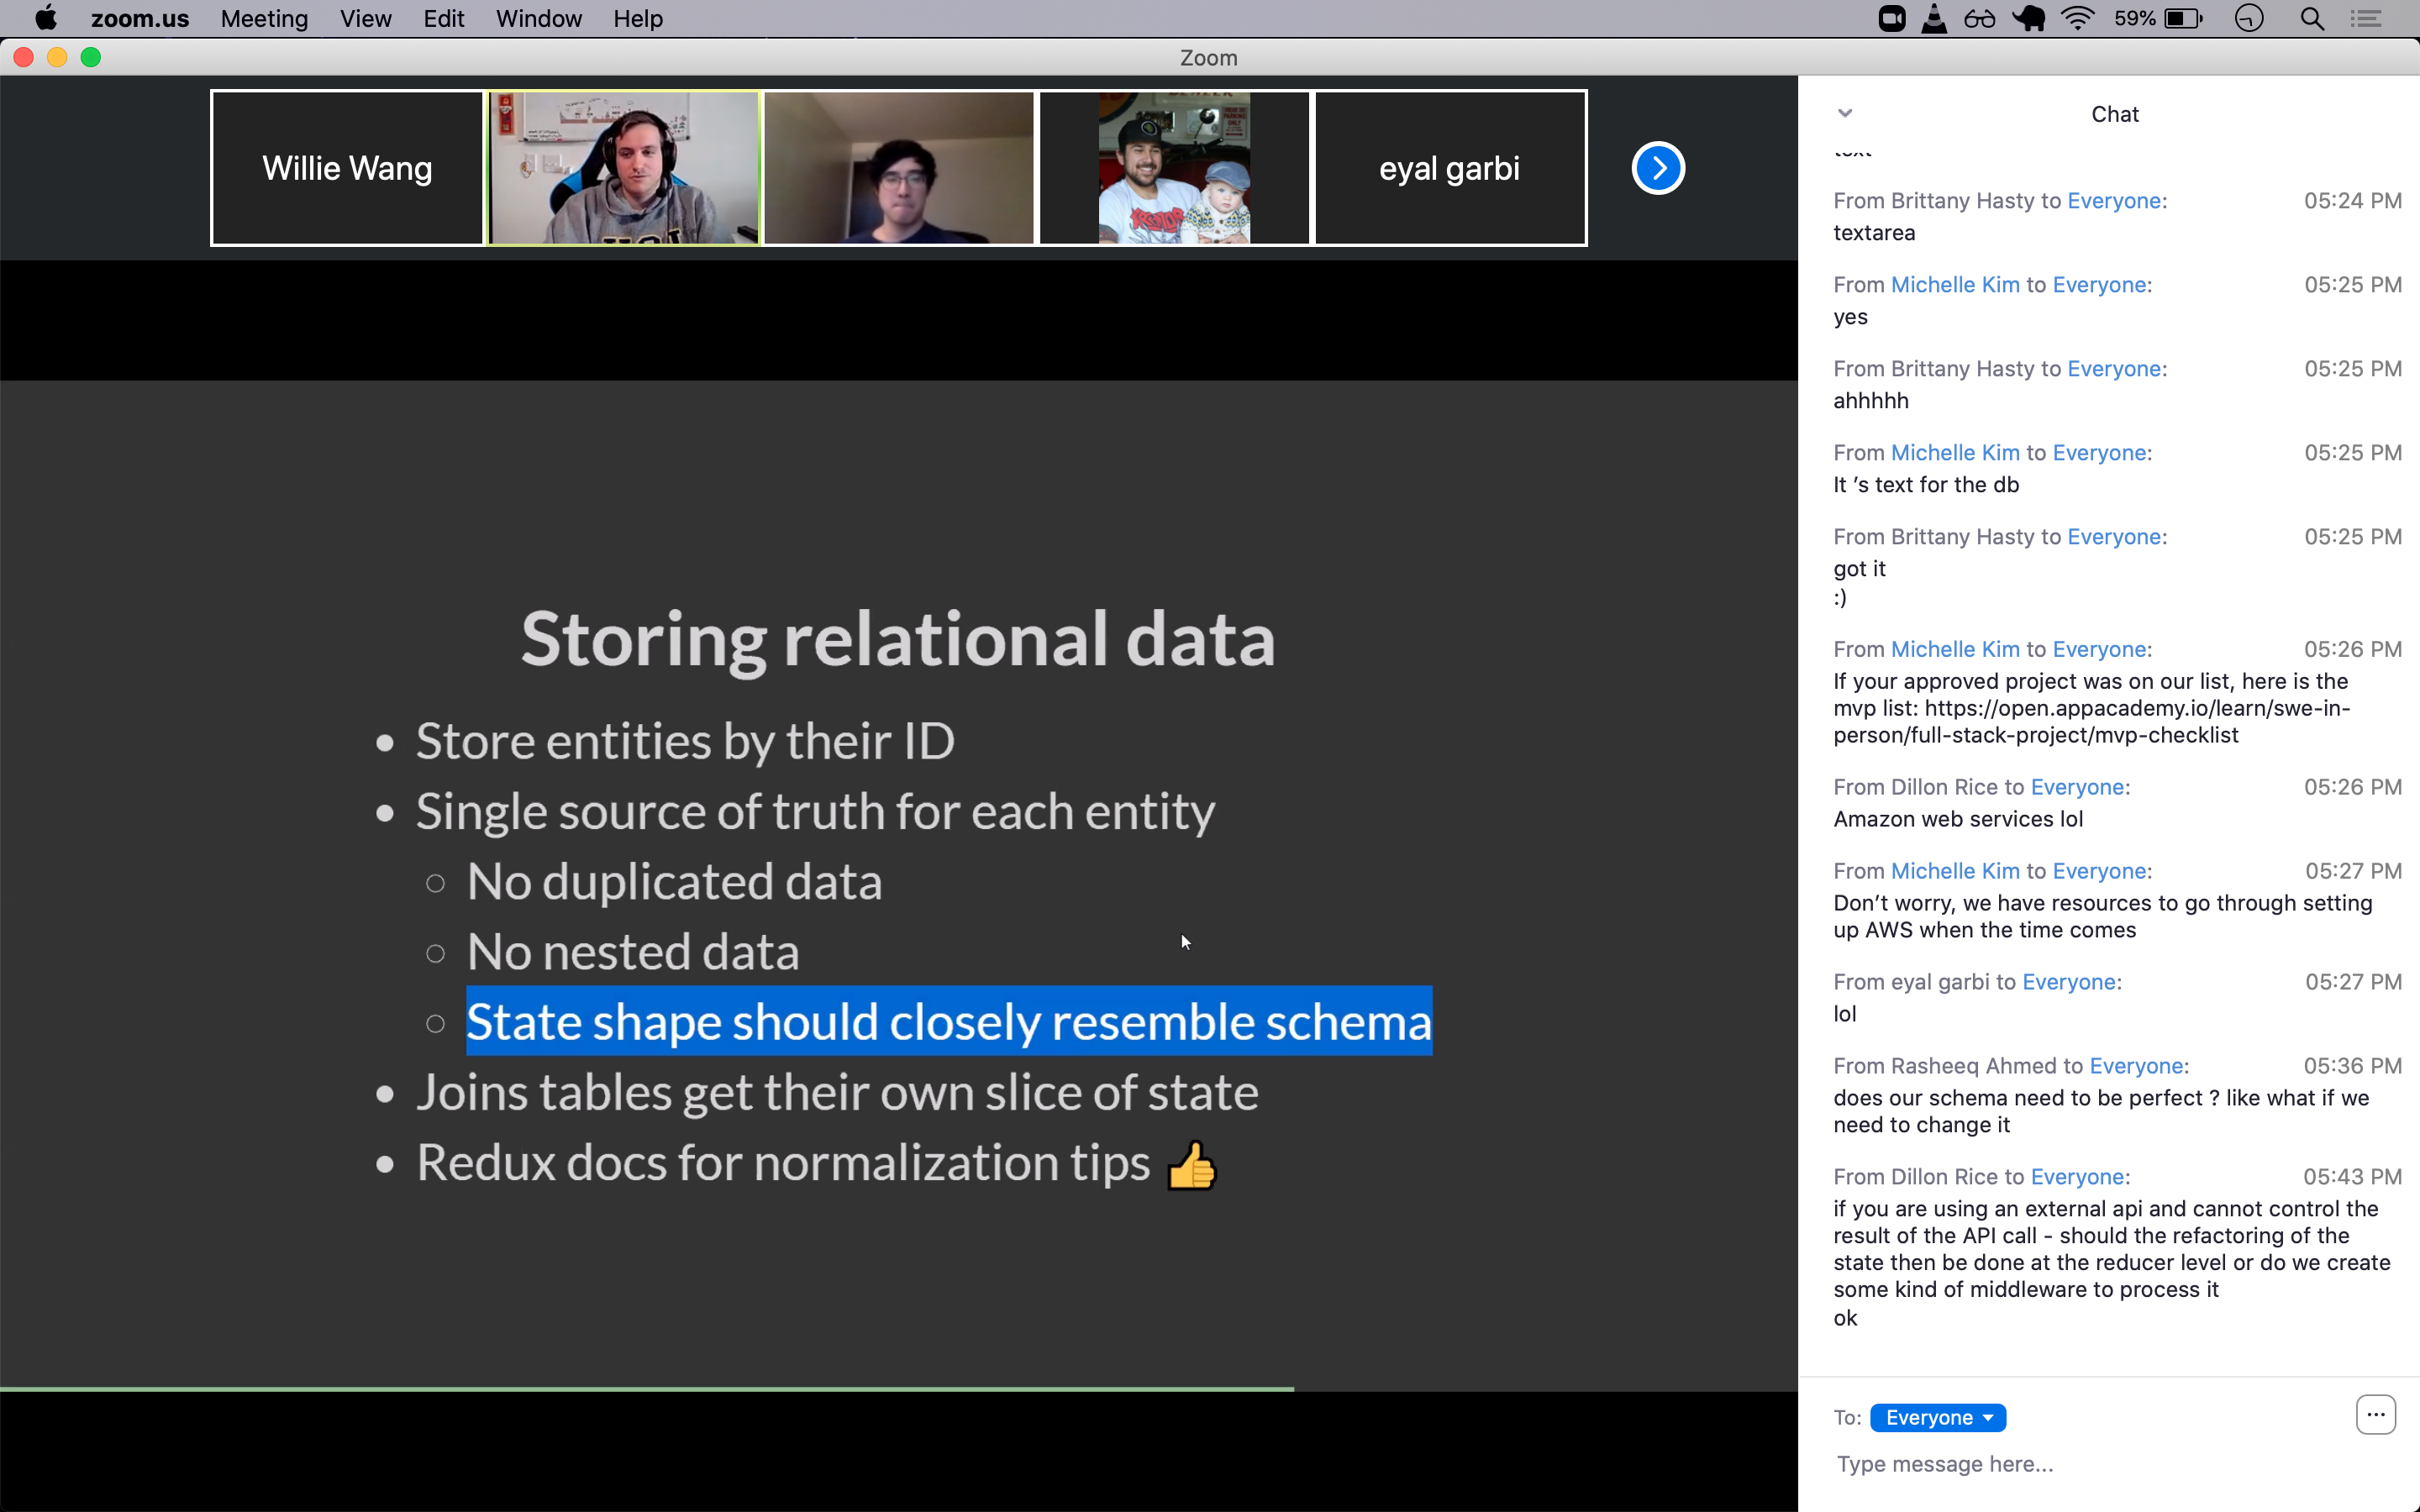 zoom.us Meeting View Edit Window Help 59%
Zoom
Willie Wang
eyal garbi
Storing relational data
Store entities by their ID
Single source of truth for each entity
No duplicated data
No nested data
State shape should closely resemble schema
Joins tables get their own slice of state
Redux docs for normalization tips 👍
Chat
text
From Brittany Hasty to Everyone: 05:24 PM
textarea
From Michelle Kim to Everyone: 05:25 PM
yes
From Brittany Hasty to Everyone: 05:25 PM
ahhhhh
From Michelle Kim to Everyone: 05:25 PM
It ’s text for the db
From Brittany Hasty to Everyone: 05:25 PM
got it
:)
From Michelle Kim to Everyone: 05:26 PM
If your approved project was on our list, here is the
mvp list: https://open.appacademy.io/learn/swe-in-
person/full-stack-project/mvp-checklist
From Dillon Rice to Everyone: 05:26 PM
Amazon web services lol
From Michelle Kim to Everyone: 05:27 PM
Don’t worry, we have resources to go through setting
up AWS when the time comes
From eyal garbi to Everyone: 05:27 PM
lol
From Rasheeq Ahmed to Everyone: 05:36 PM
does our schema need to be perfect ? like what if we
need to change it
From Dillon Rice to Everyone: 05:43 PM
if you are using an external api and cannot control the
result of the API call - should the refactoring of the
state then be done at the reducer level or do we create
some kind of middleware to process it
ok
To: Everyone
Type message here...